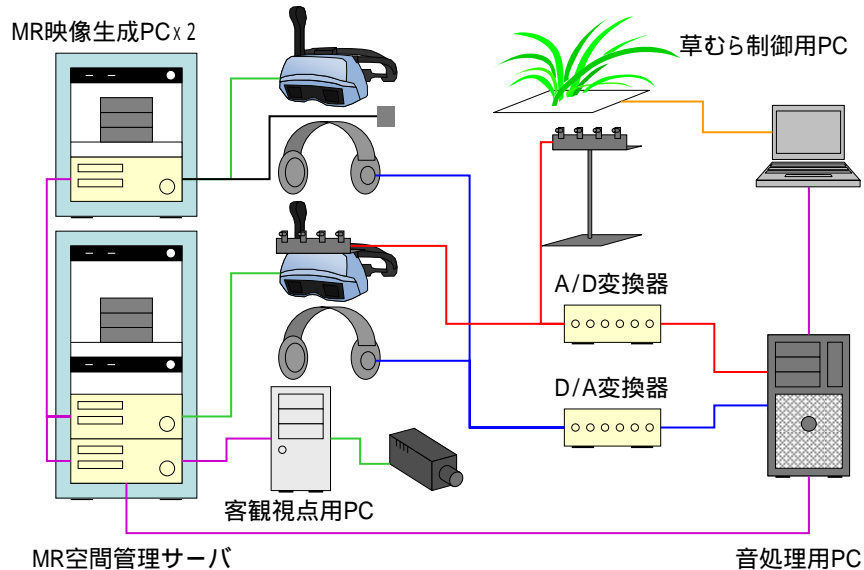 MR映像生成PCx2
草むら制御用PC
A/D変換器
D/A変換器
客観視点用PC
MR空間管理サーバ
音処理用PC